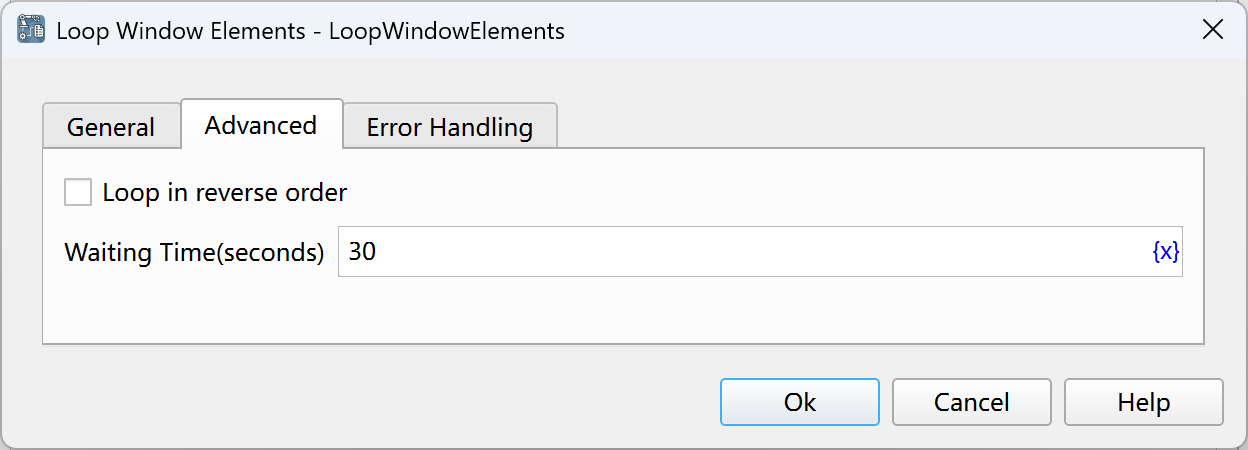 Loop Window Elements - LoopWindowElements
General Advanced Error Handling
Loop in reverse order
Waiting Time(seconds) 30 {x}
Ok Cancel Help